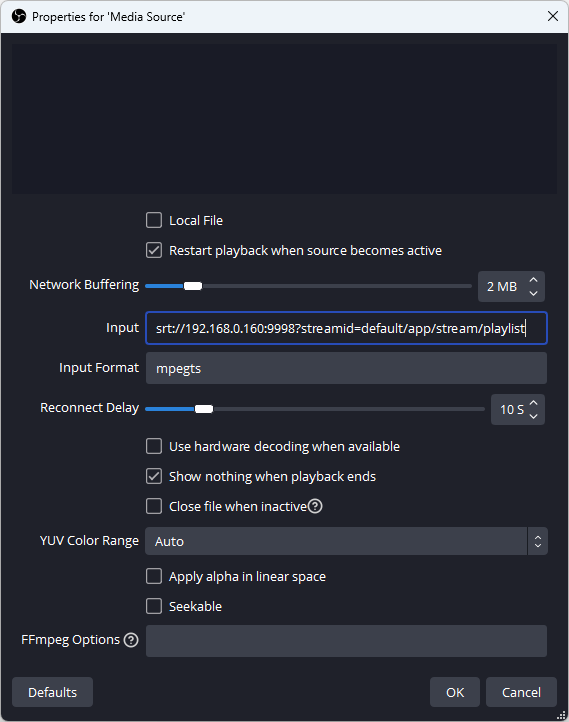 Properties for 'Media Source'
Local File
Restart playback when source becomes active
Network Buffering 2 MB
Input srt://192.168.0.160:9998?streamid=default/app/stream/playlist
Input Format mpegts
Reconnect Delay 10 S
Use hardware decoding when available
Show nothing when playback ends
Close file when inactive ?
YUV Color Range Auto
Apply alpha in linear space
Seekable
FFmpeg Options ?
Defaults OK Cancel